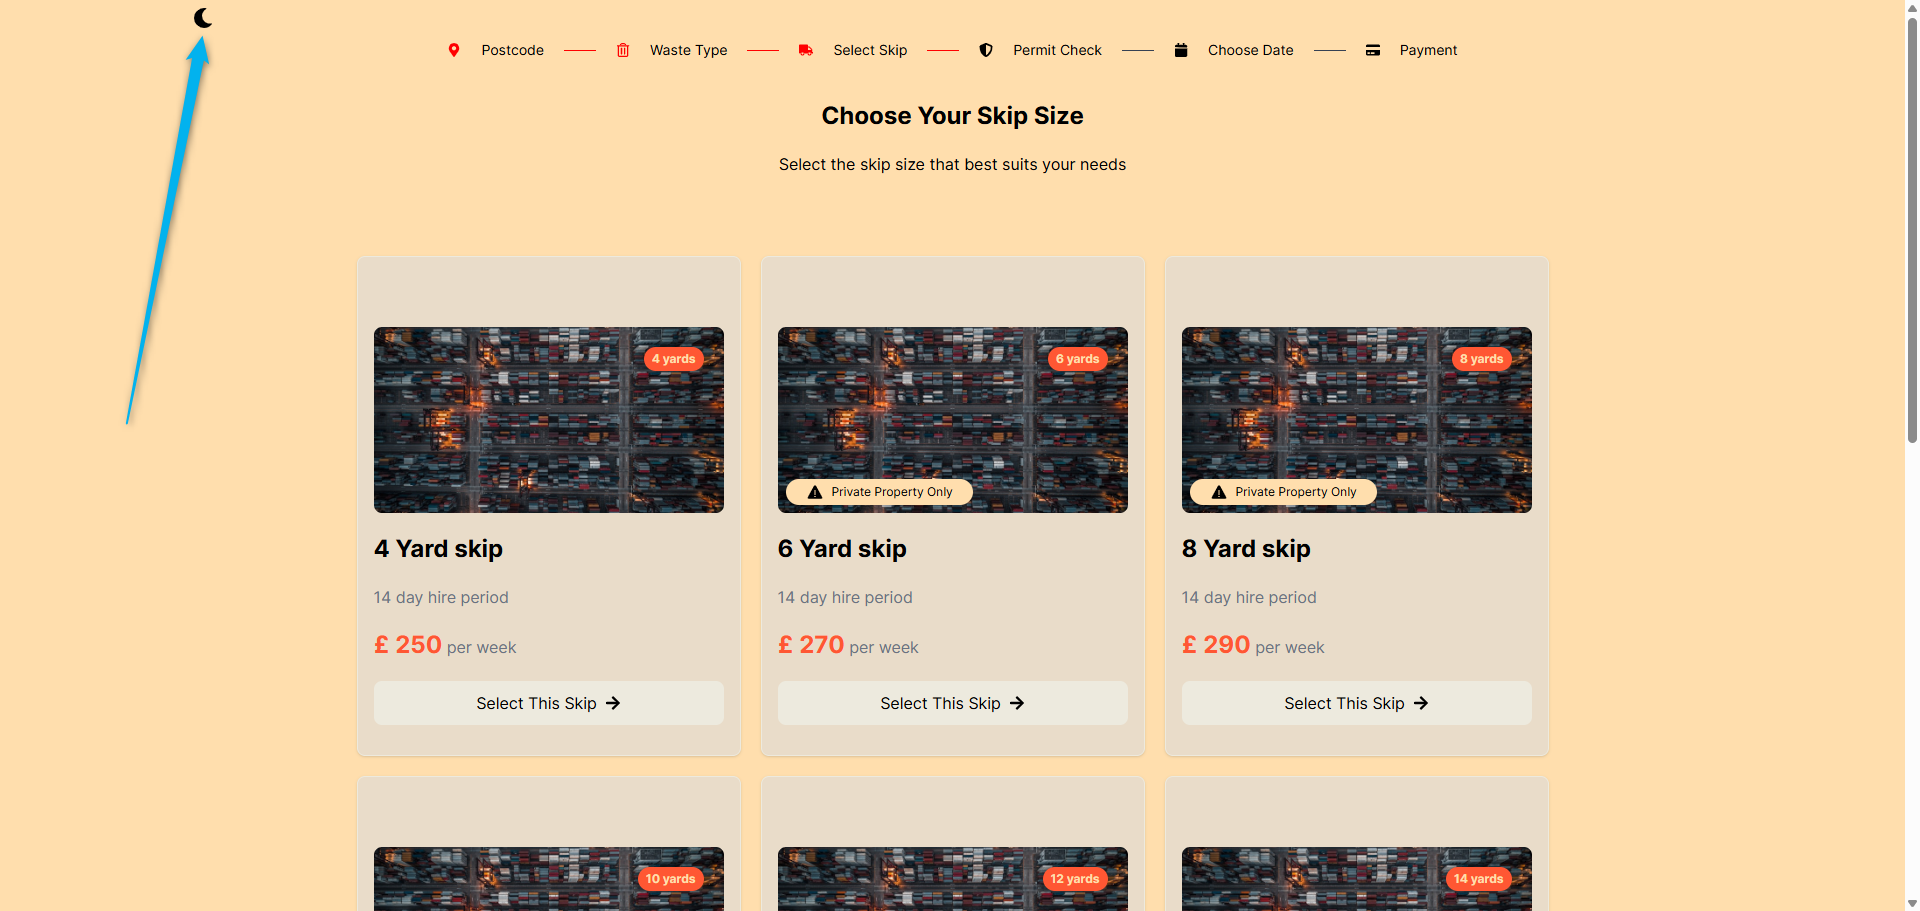 Postcode Waste Type Select Skip Permit Check Choose Date Payment
Choose Your Skip Size
Select the skip size that best suits your needs
4 yards 6 yards 8 yards
Private Property Only Private Property Only
4 Yard skip 6 Yard skip 8 Yard skip
14 day hire period 14 day hire period 14 day hire period
£ 250 per week £ 270 per week £ 290 per week
Select This Skip Select This Skip Select This Skip
10 yards 12 yards 14 yards